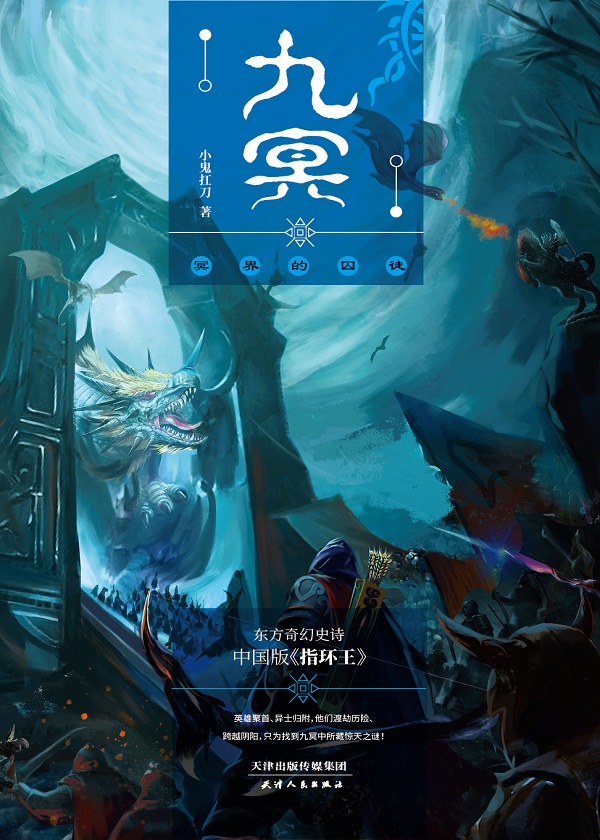 九冥
小鬼扛刀 著
冥界的囚徒
东方奇幻史诗
中国版《指环王》
英雄聚首、异士归附,他们渡劫历险、
跨越阴阳,只为找到九冥中所藏惊天之谜!
天津出版传媒集团
天津人民出版社